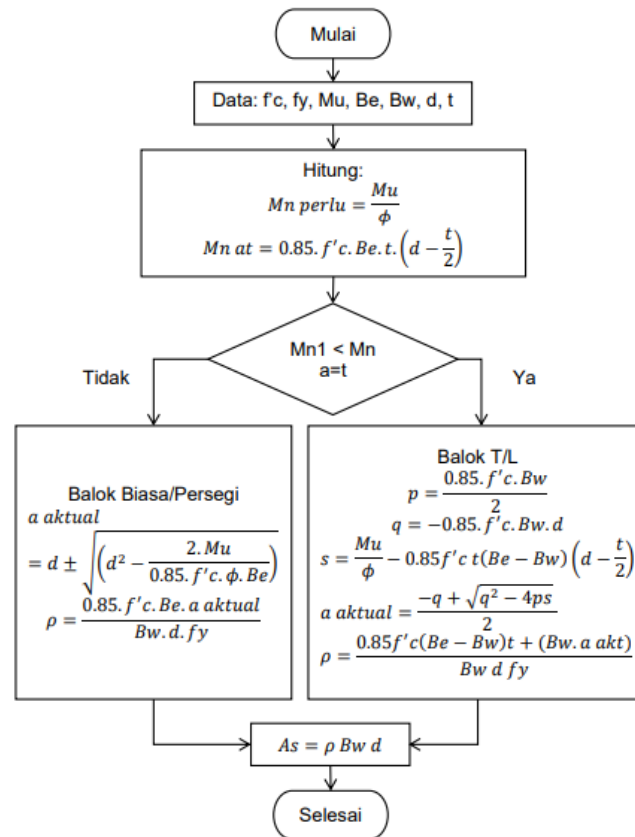 Mulai
Data: f'c, fy, Mu, Be, Bw, d, t
Hitung:
Mn perlu = Mu/ϕ
Mn at = 0.85. f'c. Be. t. (d − t/2)
Mn1 < Mn
a=t
Tidak
Ya
Balok Biasa/Persegi
a aktual
= d ± √((d² − 2. Mu/0.85. f'c. ϕ. Be))
ρ = 0.85. f'c. Be. a aktual/Bw. d. fy
Balok T/L
p = 0.85. f'c. Bw/2
q = −0.85. f'c. Bw. d
s = Mu/ϕ − 0.85f'c t(Be − Bw) (d − t/2)
a aktual = −q + √(q² − 4ps)/2
ρ = 0.85f'c(Be − Bw)t + (Bw. a akt)/Bw d fy
As = ρ Bw d
Selesai